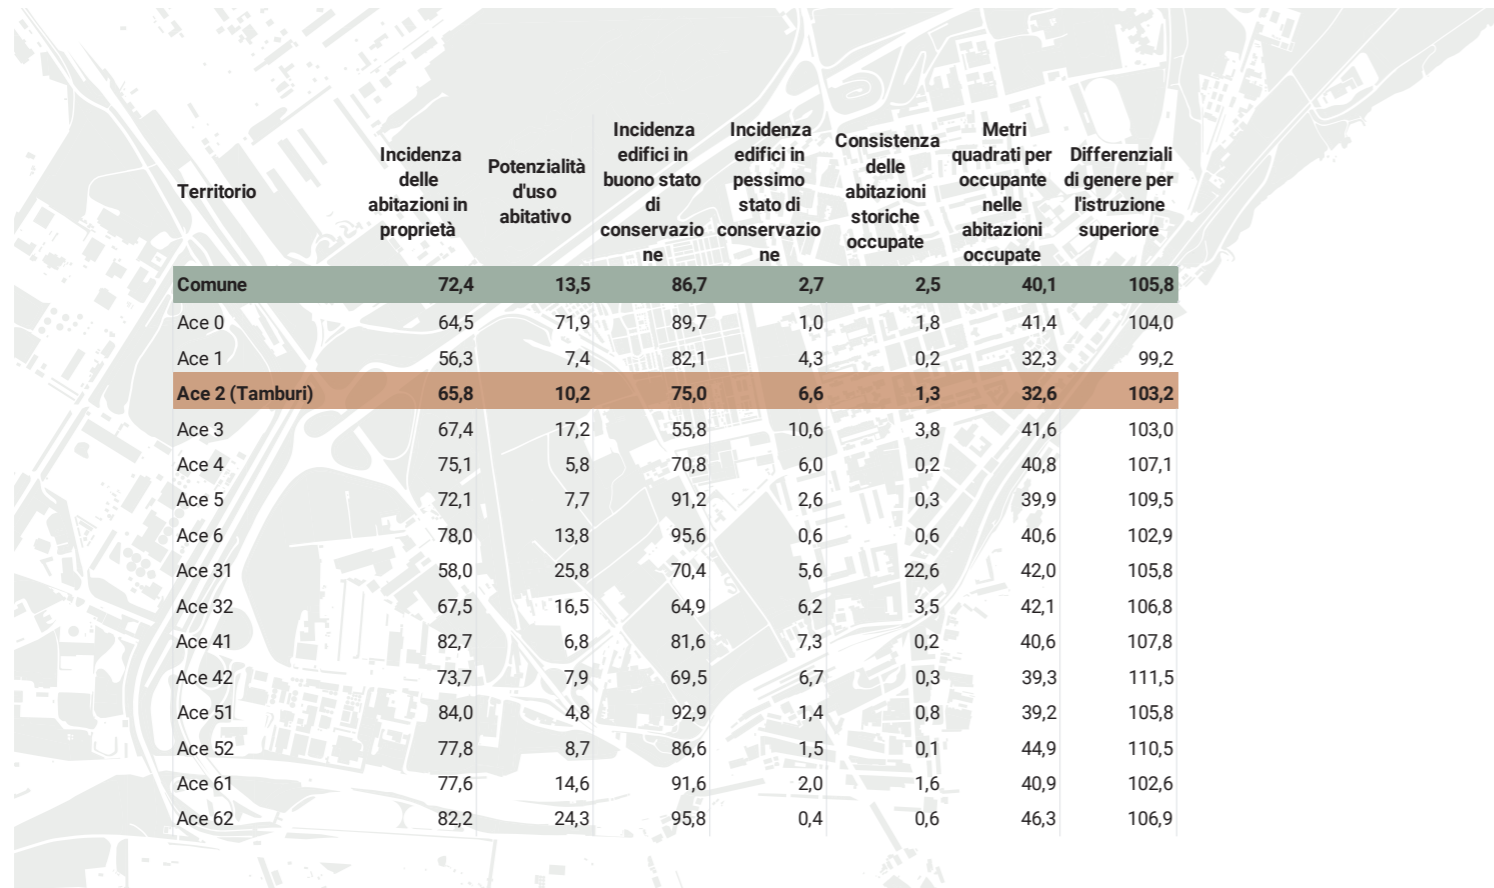 Territorio
Incidenza
delle
abitazioni in
proprietà
Potenzialità
d'uso
abitativo
Incidenza
edifici in
buono stato
di
conservazio
ne
Incidenza
edifici in
pessimo
stato di
conservazio
ne
Consistenza
delle
abitazioni
storiche
occupate
Metri
quadrati per
occupante
nelle
abitazioni
occupate
Differenziali
di genere per
l'istruzione
superiore
Comune 72,4 13,5 86,7 2,7 2,5 40,1 105,8
Ace 0 64,5 71,9 89,7 1,0 1,8 41,4 104,0
Ace 1 56,3 7,4 82,1 4,3 0,2 32,3 99,2
Ace 2 (Tamburi) 65,8 10,2 75,0 6,6 1,3 32,6 103,2
Ace 3 67,4 17,2 55,8 10,6 3,8 41,6 103,0
Ace 4 75,1 5,8 70,8 6,0 0,2 40,8 107,1
Ace 5 72,1 7,7 91,2 2,6 0,3 39,9 109,5
Ace 6 78,0 13,8 95,6 0,6 0,6 40,6 102,9
Ace 31 58,0 25,8 70,4 5,6 22,6 42,0 105,8
Ace 32 67,5 16,5 64,9 6,2 3,5 42,1 106,8
Ace 41 82,7 6,8 81,6 7,3 0,2 40,6 107,8
Ace 42 73,7 7,9 69,5 6,7 0,3 39,3 111,5
Ace 51 84,0 4,8 92,9 1,4 0,8 39,2 105,8
Ace 52 77,8 8,7 86,6 1,5 0,1 44,9 110,5
Ace 61 77,6 14,6 91,6 2,0 1,6 40,9 102,6
Ace 62 82,2 24,3 95,8 0,4 0,6 46,3 106,9